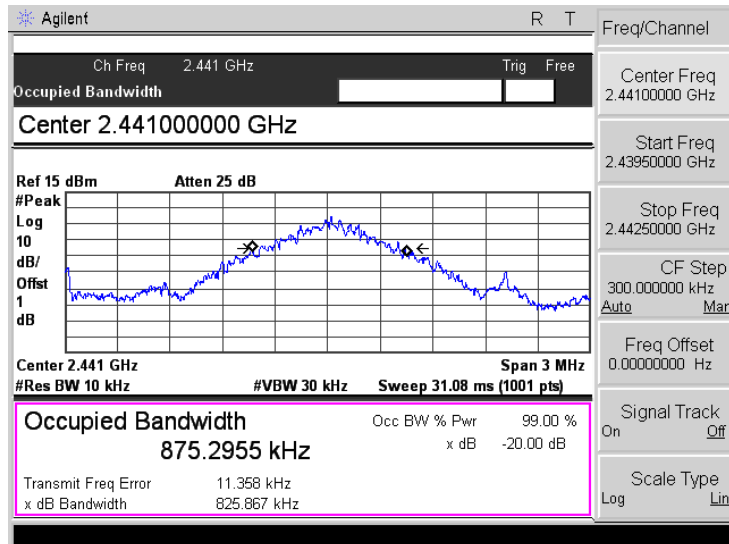 Agilent R T
Ch Freq 2.441 GHz Trig Free
Occupied Bandwidth
Center 2.441000000 GHz
Ref 15 dBm Atten 25 dB
#Peak
Log
10
dB/
Offst
1
dB
Center 2.441 GHz Span 3 MHz
#Res BW 10 kHz #VBW 30 kHz Sweep 31.08 ms (1001 pts)
Occupied Bandwidth Occ BW % Pwr 99.00 %
875.2955 kHz x dB -20.00 dB
Transmit Freq Error 11.358 kHz
x dB Bandwidth 825.867 kHz
Freq/Channel
Center Freq
2.44100000 GHz
Start Freq
2.43950000 GHz
Stop Freq
2.44250000 GHz
CF Step
300.000000 kHz
Auto Mar
Freq Offset
0.00000000 Hz
Signal Track
On Off
Scale Type
Log Lin